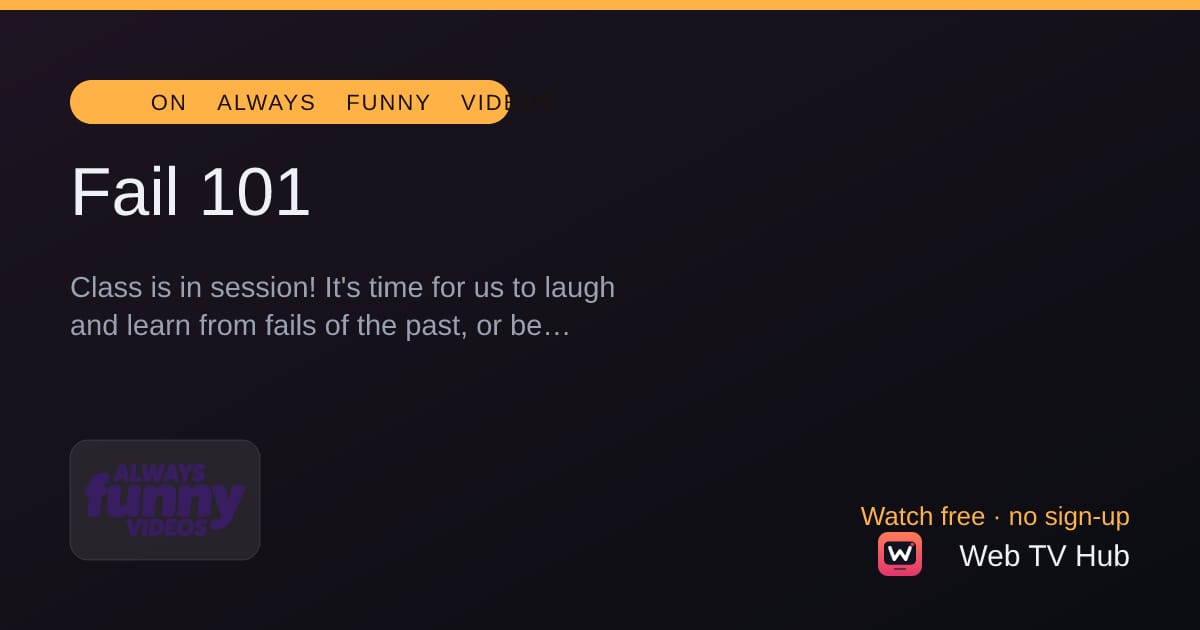 ON ALWAYS FUNNY VIDEOS
Fail 101
Class is in session! It's time for us to laugh
and learn from fails of the past, or be…
ALWAYS
funny
VIDEOS
Watch free · no sign-up
W
Web TV Hub